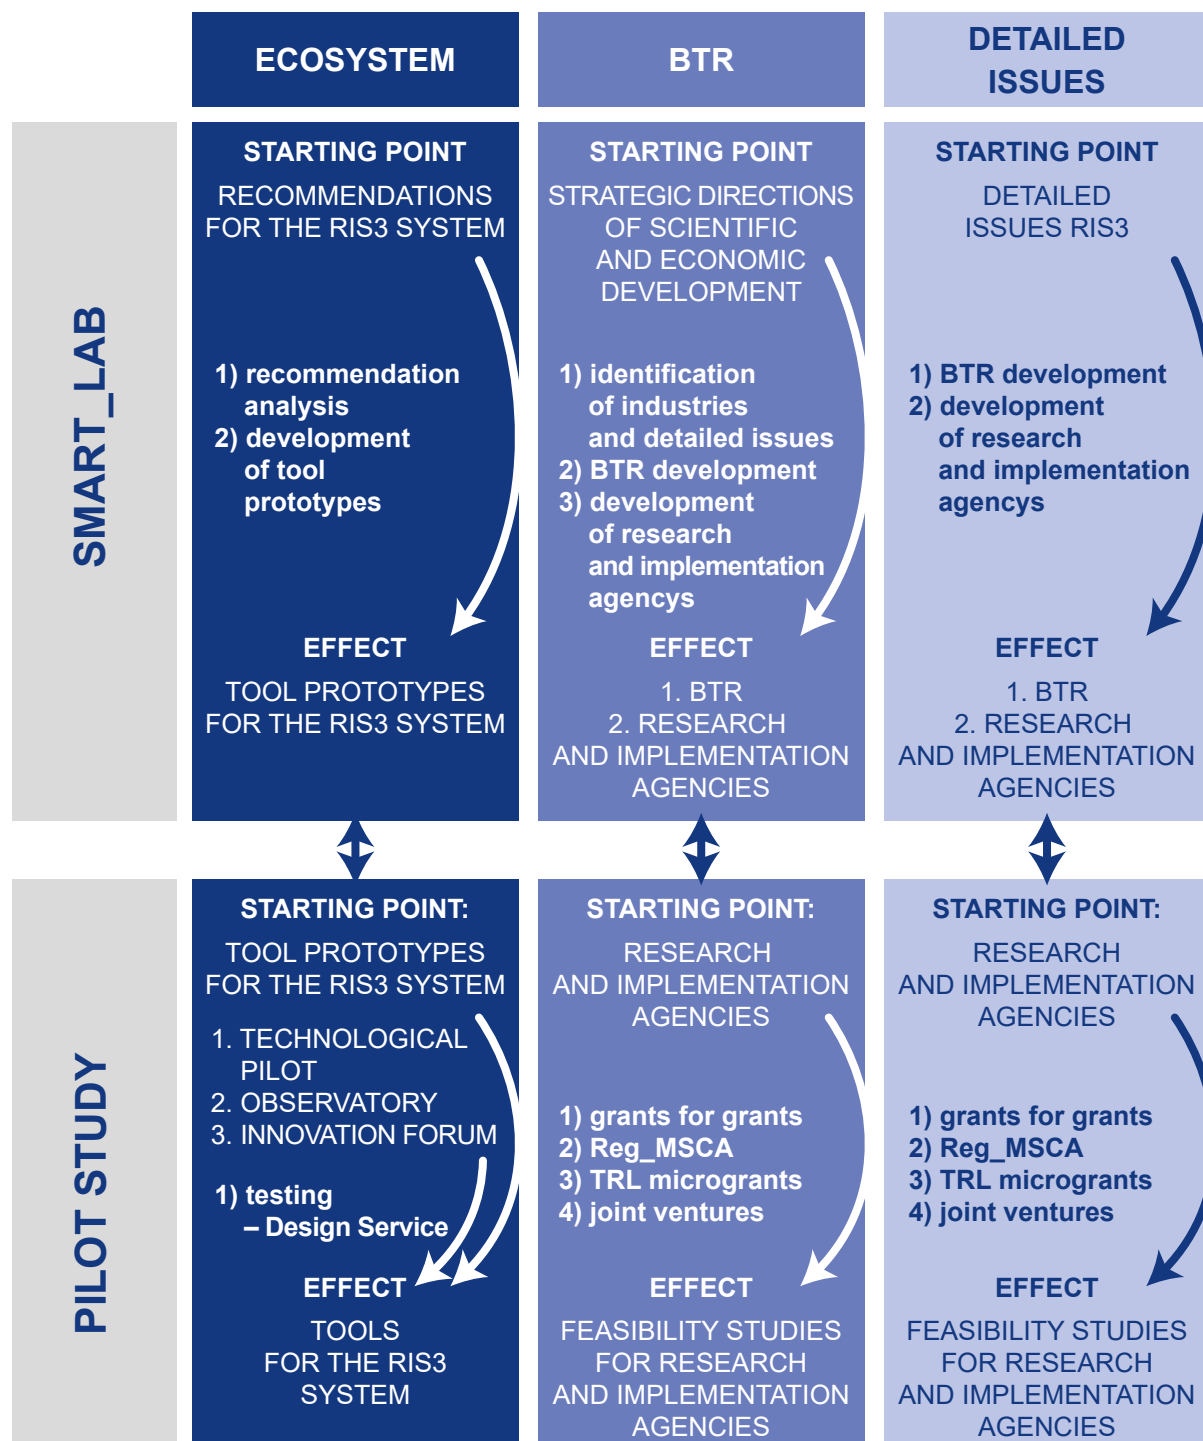 ECOSYSTEM
BTR
DETAILED
ISSUES
SMART_LAB
STARTING POINT
RECOMMENDATIONS
FOR THE RIS3 SYSTEM
1) recommendation
analysis
2) development
of tool
prototypes
EFFECT
TOOL PROTOTYPES
FOR THE RIS3 SYSTEM
STARTING POINT
STRATEGIC DIRECTIONS
OF SCIENTIFIC
AND ECONOMIC
DEVELOPMENT
1) identification
of industries
and detailed issues
2) BTR development
3) development
of research
and implementation
agencys
EFFECT
1. BTR
2. RESEARCH
AND IMPLEMENTATION
AGENCIES
STARTING POINT
DETAILED
ISSUES RIS3
1) BTR development
2) development
of research
and implementation
agencys
EFFECT
1. BTR
2. RESEARCH
AND IMPLEMENTATION
AGENCIES
PILOT STUDY
STARTING POINT:
TOOL PROTOTYPES
FOR THE RIS3 SYSTEM
1. TECHNOLOGICAL
PILOT
2. OBSERVATORY
3. INNOVATION FORUM
1) testing
– Design Service
EFFECT
TOOLS
FOR THE RIS3
SYSTEM
STARTING POINT:
RESEARCH
AND IMPLEMENTATION
AGENCIES
1) grants for grants
2) Reg_MSCA
3) TRL microgrants
4) joint ventures
EFFECT
FEASIBILITY STUDIES
FOR RESEARCH
AND IMPLEMENTATION
AGENCIES
STARTING POINT:
RESEARCH
AND IMPLEMENTATION
AGENCIES
1) grants for grants
2) Reg_MSCA
3) TRL microgrants
4) joint ventures
EFFECT
FEASIBILITY STUDIES
FOR RESEARCH
AND IMPLEMENTATION
AGENCIES